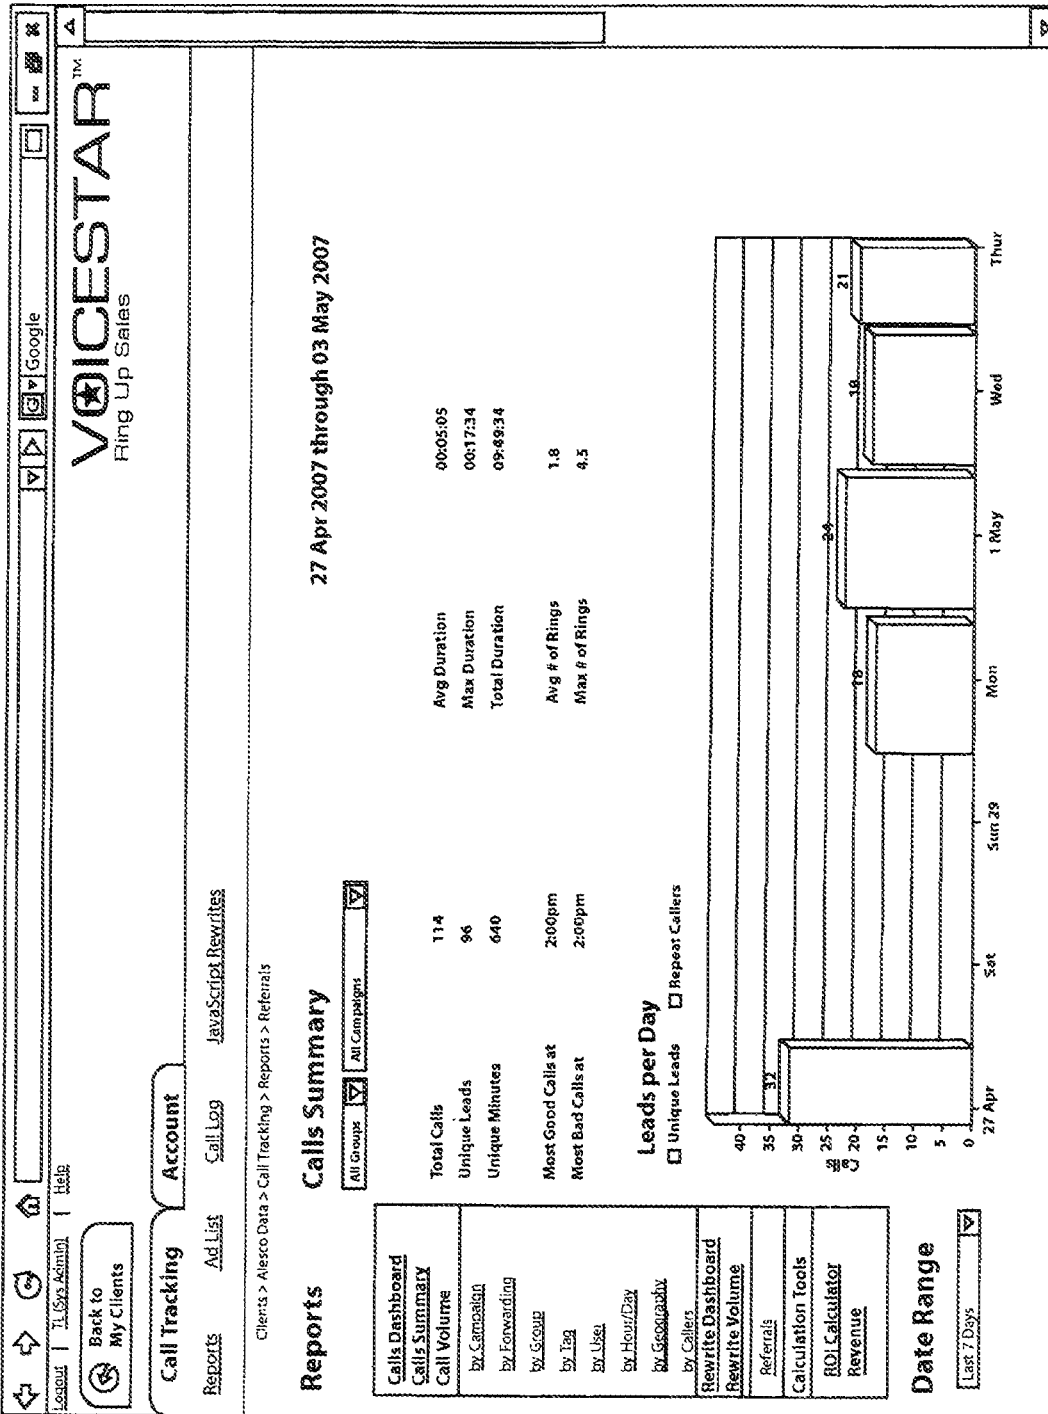 Google
Logout | TL (Sys Admin) | Help
VOICESTAR™
Ring Up Sales
Back to
My Clients
Call Tracking
Account
Reports Ad List Call Log JavaScript Rewrites
Clients > Alesco Data > Call Tracking > Reports > Referrals
Reports
Calls Dashboard
Calls Summary
Call Volume
by Campaign
by Forwarding
by Group
by Tag
by User
by Hour/Day
by Geography
by Callers
Rewrite Dashboard
Rewrite Volume
Referrals
Calculation Tools
ROI Calculator
Revenue
Date Range
Last 7 Days
Calls Summary 27 Apr 2007 through 03 May 2007
All Groups All Campaigns
Total Calls 114 Avg Duration 00:05:05
Unique Leads 96 Max Duration 00:17:34
Unique Minutes 640 Total Duration 09:49:34
Most Good Calls at 2:00pm Avg # of Rings 1.8
Most Bad Calls at 2:00pm Max # of Rings 4.5
Leads per Day
Unique Leads Repeat Callers
Calls
40
35
30
25
20
15
10
5
0
32 18 24 18 21
27 Apr Sat Sun 29 Mon 1 May Wed Thur